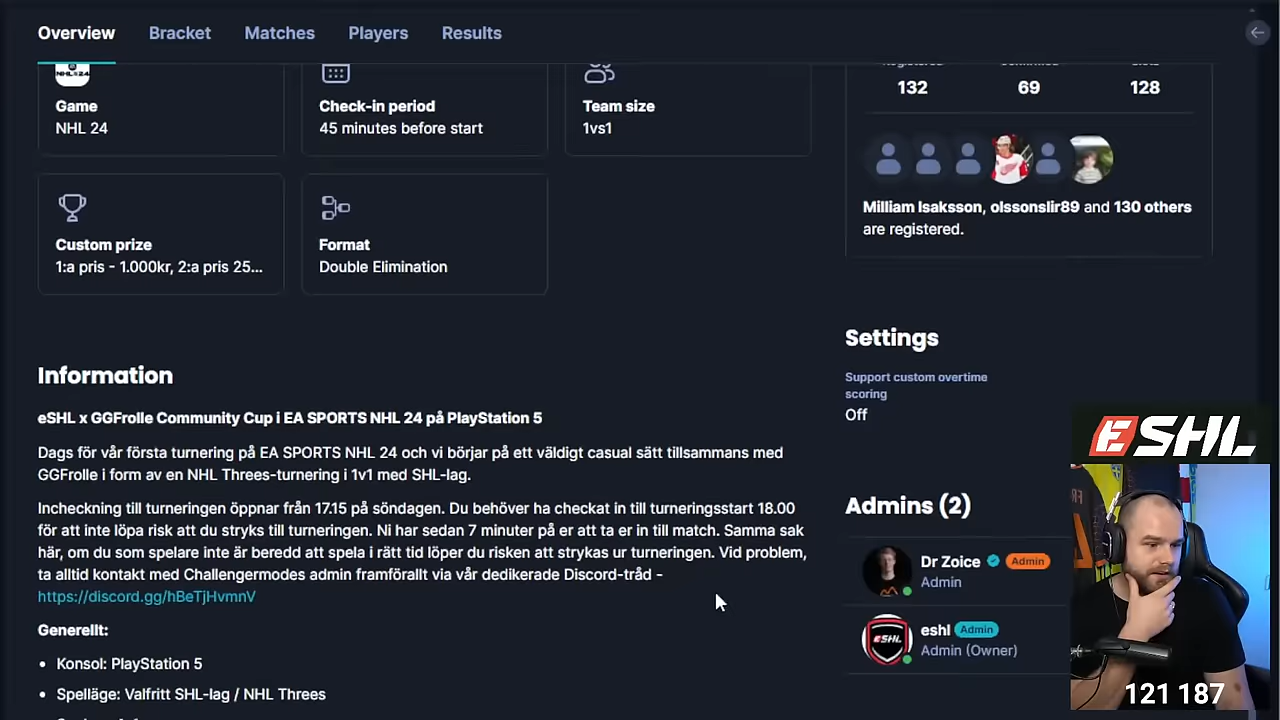 Overview Bracket Matches Players Results
Game
NHL 24
Check-in period
45 minutes before start
Team size
1vs1
132 69 128
Custom prize
1:a pris - 1.000kr, 2:a pris 25...
Format
Double Elimination
Milliam Isaksson, olssonslir89 and 130 others
are registered.
Information
eSHL x GGFrolle Community Cup i EA SPORTS NHL 24 på PlayStation 5
Dags för vår första turnering på EA SPORTS NHL 24 och vi börjar på ett väldigt casual sätt tillsammans med
GGFrolle i form av en NHL Threes-turnering i 1v1 med SHL-lag.
Incheckning till turneringen öppnar från 17.15 på söndagen. Du behöver ha checkat in till turneringsstart 18.00
för att inte löpa risk att du stryks till turneringen. Ni har sedan 7 minuter på er att ta er in till match. Samma sak
här, om du som spelare inte är beredd att spela i rätt tid löper du risken att strykas ur turneringen. Vid problem,
ta alltid kontakt med Challengermodes admin framförallt via vår dedikerade Discord-tråd -
https://discord.gg/hBeTjHvmnV
Generellt:
• Konsol: PlayStation 5
• Spelläge: Valfritt SHL-lag / NHL Threes
Settings
Support custom overtime
scoring
Off
Admins (2)
Dr Zoice Admin
Admin
eshl Admin
Admin (Owner)
ESHL
121 187